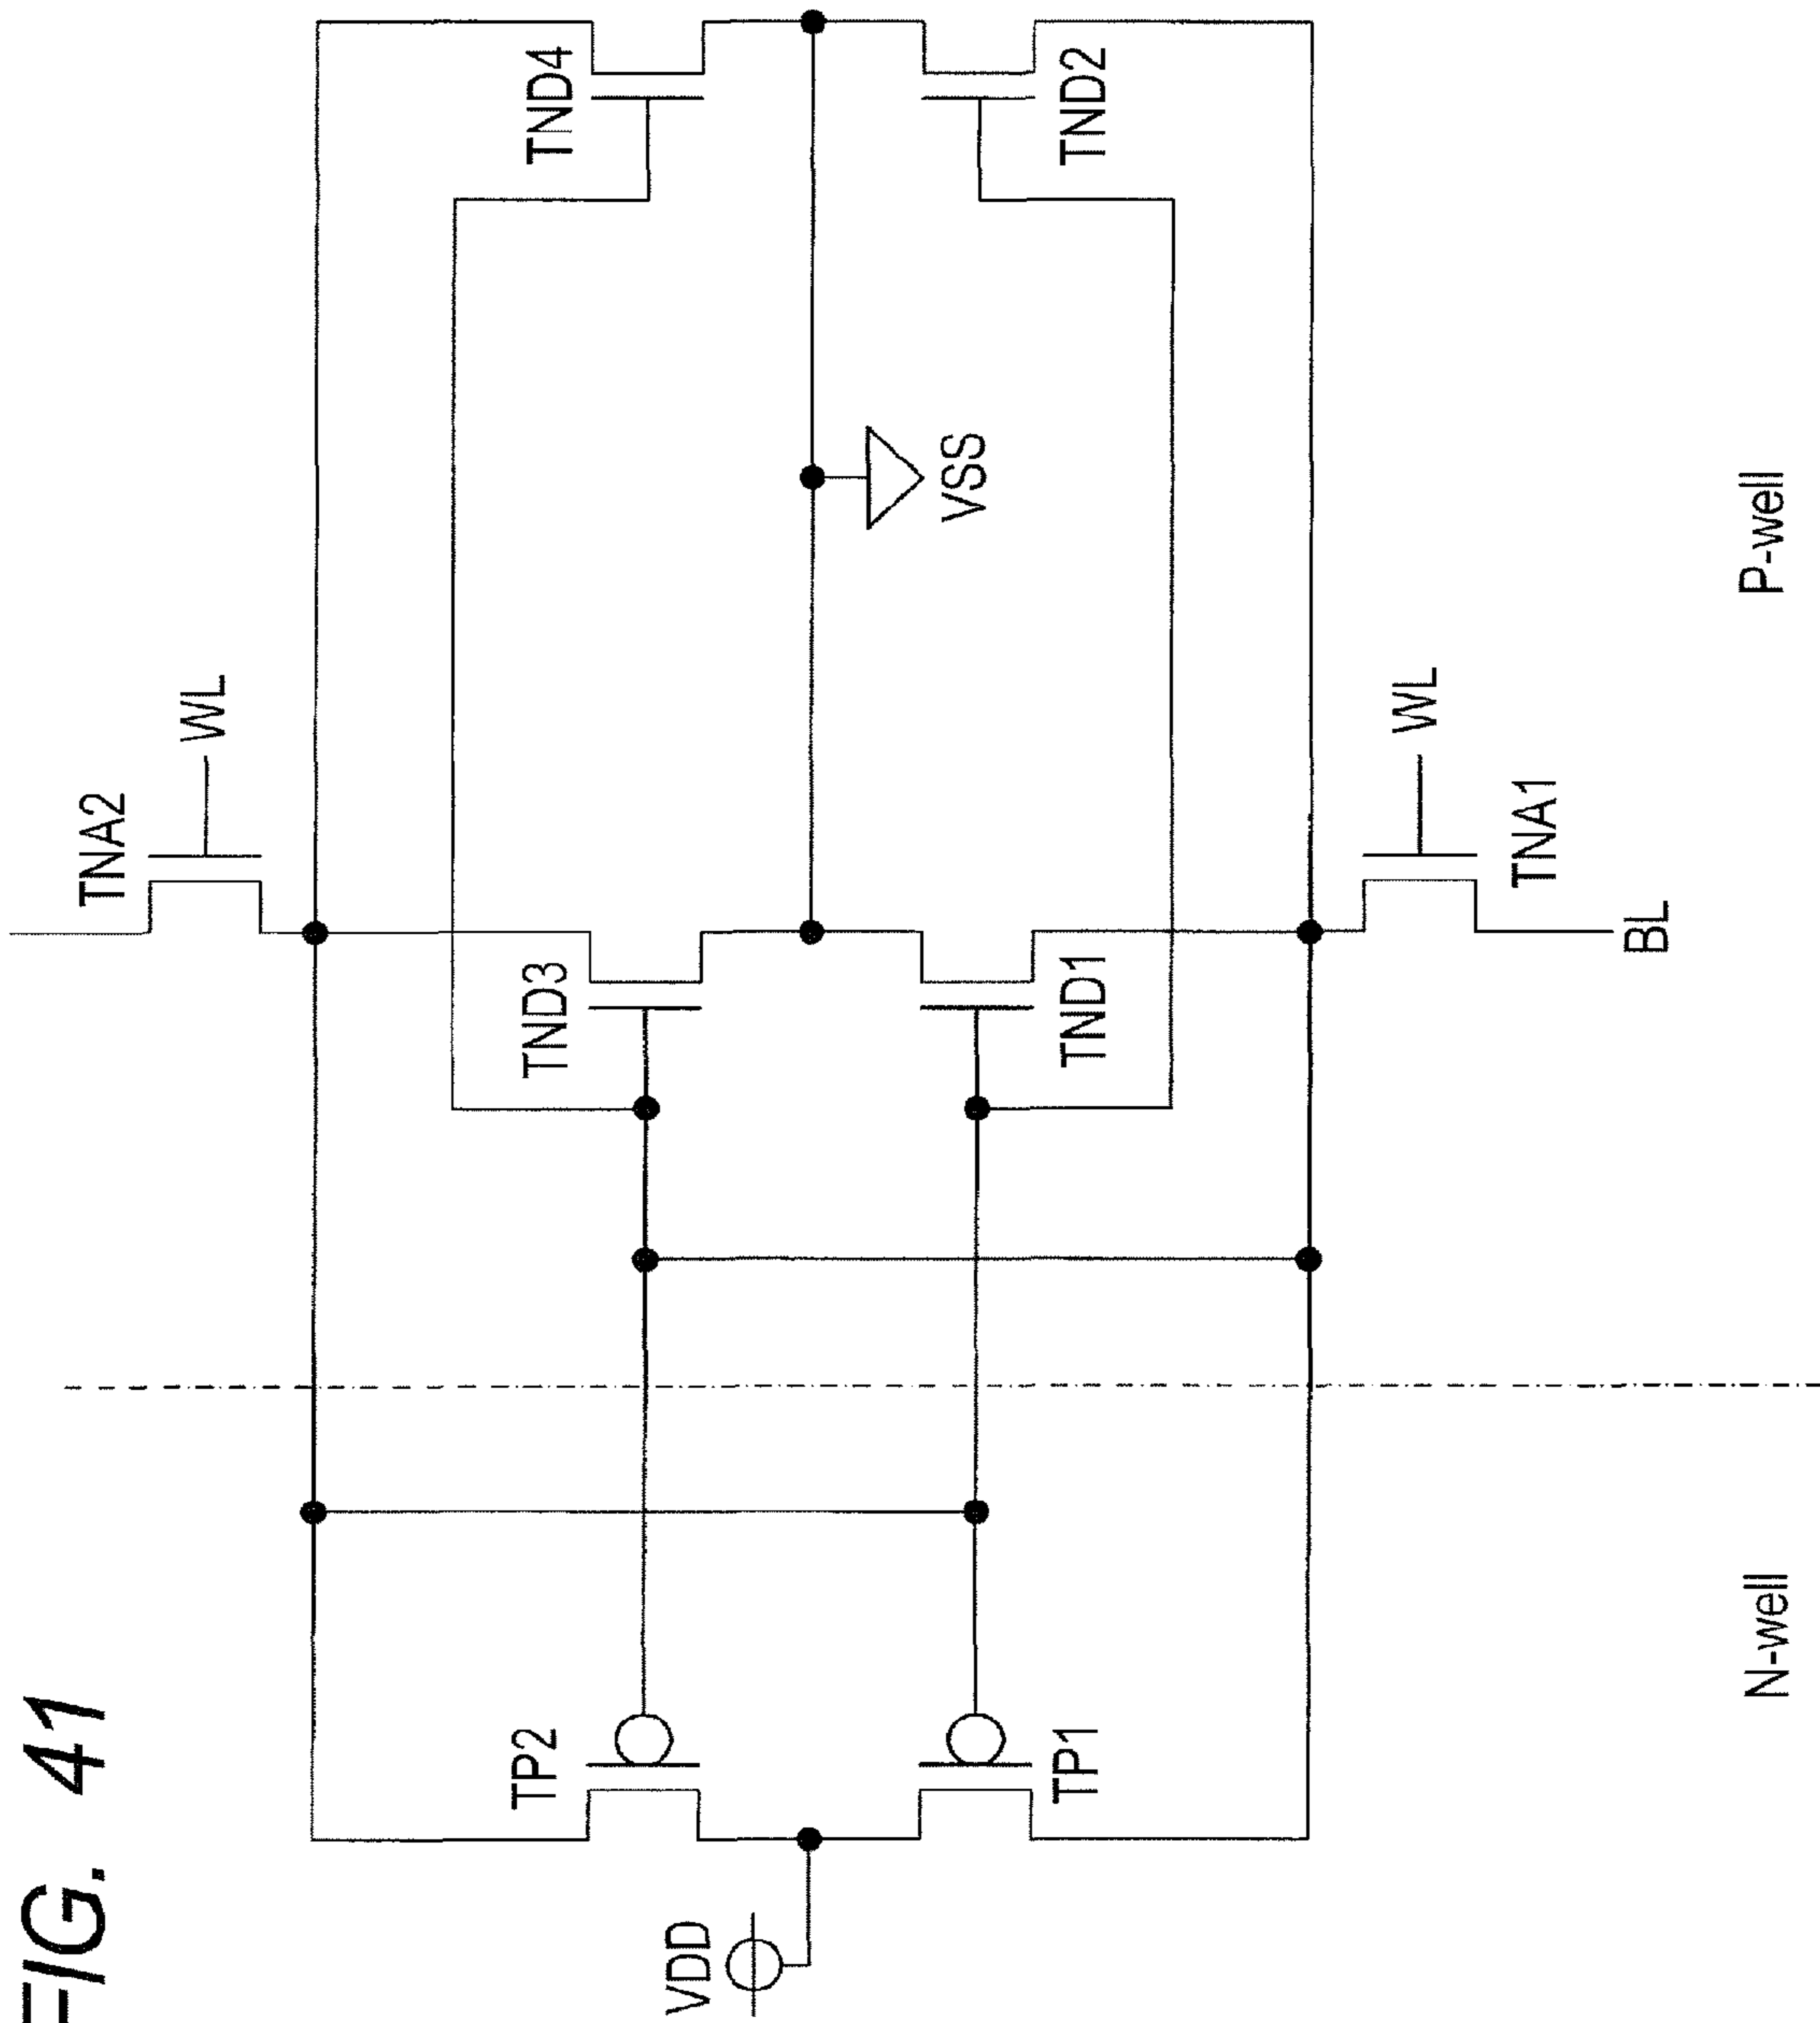 FIG. 41
TNA2
WL
TND4
TND3
TP2
VDD
VSS
TND2
TND1
TP1
WL
TNA1
BL
N-well
P-well